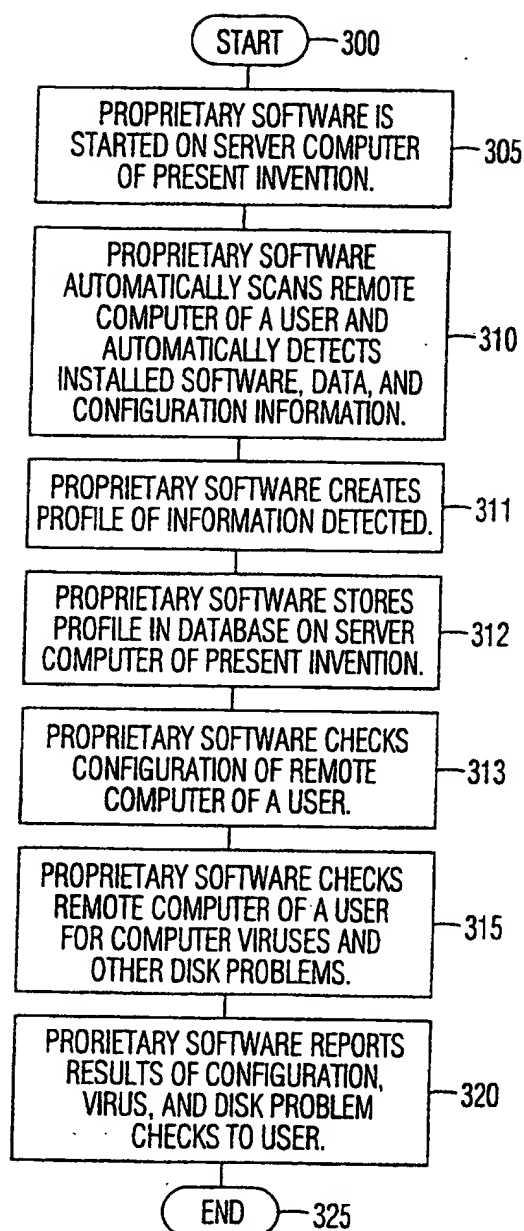 START
300
PROPRIETARY SOFTWARE IS
STARTED ON SERVER COMPUTER
OF PRESENT INVENTION.
305
PROPRIETARY SOFTWARE
AUTOMATICALLY SCANS REMOTE
COMPUTER OF A USER AND
AUTOMATICALLY DETECTS
INSTALLED SOFTWARE, DATA, AND
CONFIGURATION INFORMATION.
310
PROPRIETARY SOFTWARE CREATES
PROFILE OF INFORMATION DETECTED.
311
PROPRIETARY SOFTWARE STORES
PROFILE IN DATABASE ON SERVER
COMPUTER OF PRESENT INVENTION.
312
PROPRIETARY SOFTWARE CHECKS
CONFIGURATION OF REMOTE
COMPUTER OF A USER.
313
PROPRIETARY SOFTWARE CHECKS
REMOTE COMPUTER OF A USER
FOR COMPUTER VIRUSES AND
OTHER DISK PROBLEMS.
315
PRORIETARY SOFTWARE REPORTS
RESULTS OF CONFIGURATION,
VIRUS, AND DISK PROBLEM
CHECKS TO USER.
320
END
325